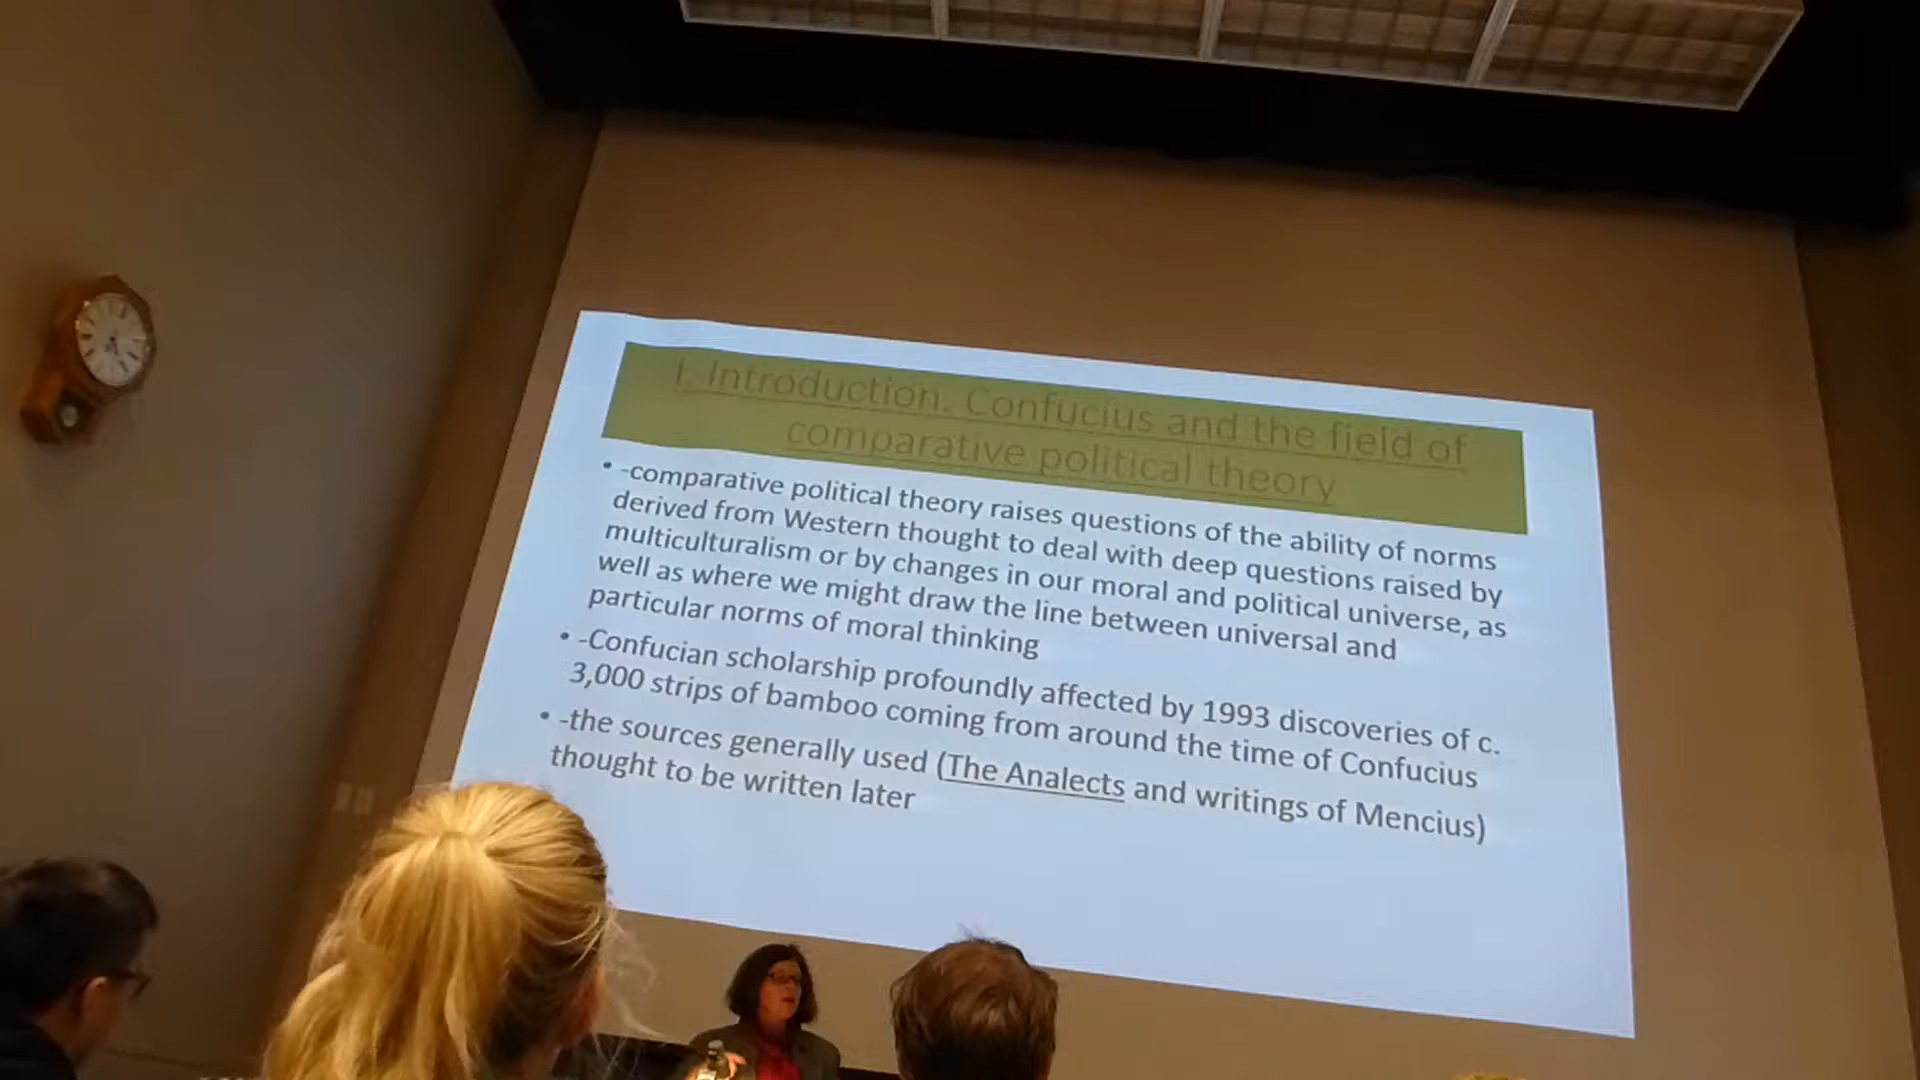 I. Introduction. Confucius and the field of
comparative political theory
• -comparative political theory raises questions of the ability of norms
derived from Western thought to deal with deep questions raised by
multiculturalism or by changes in our moral and political universe, as
well as where we might draw the line between universal and
particular norms of moral thinking
• -Confucian scholarship profoundly affected by 1993 discoveries of c.
3,000 strips of bamboo coming from around the time of Confucius
• -the sources generally used (The Analects and writings of Mencius)
thought to be written later